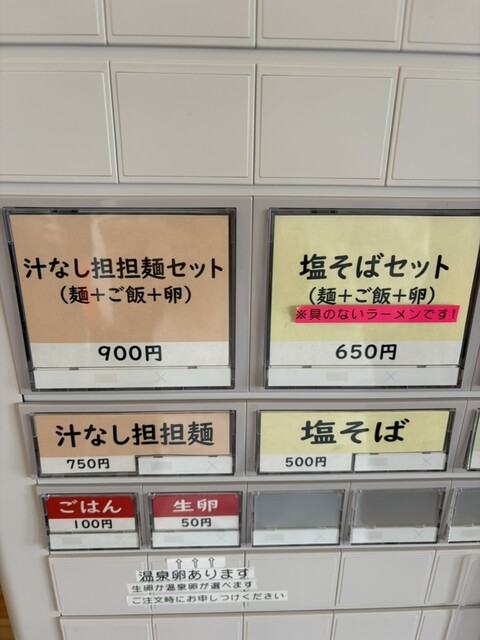 汁なし担担麺セット
(麺+ご飯+卵)
900円
塩そばセット
(麺+ご飯+卵)
※具のないラーメンです!
650円
汁なし担担麺
750円
塩そば
500円
ごはん
100円
生卵
50円
↑↑↑
温泉卵あります
生卵か温泉卵が選べます
ご注文時にお申しつけください